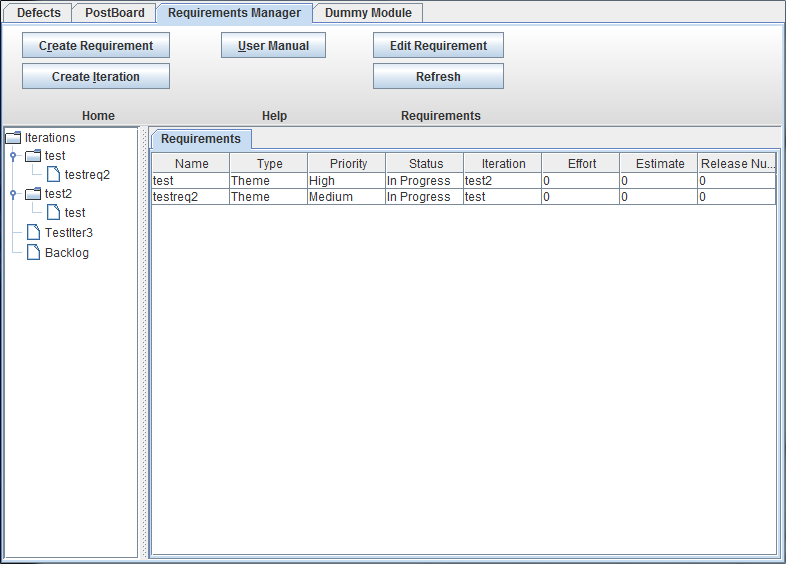 Defects PostBoard Requirements Manager Dummy Module
Create Requirement User Manual Edit Requirement
Create Iteration Refresh
Home Help Requirements
Iterations
test
testreq2
test2
test
TestIter3
Backlog
Requirements
Name Type Priority Status Iteration Effort Estimate Release Nu...
test Theme High In Progress test2 0 0 0
testreq2 Theme Medium In Progress test 0 0 0